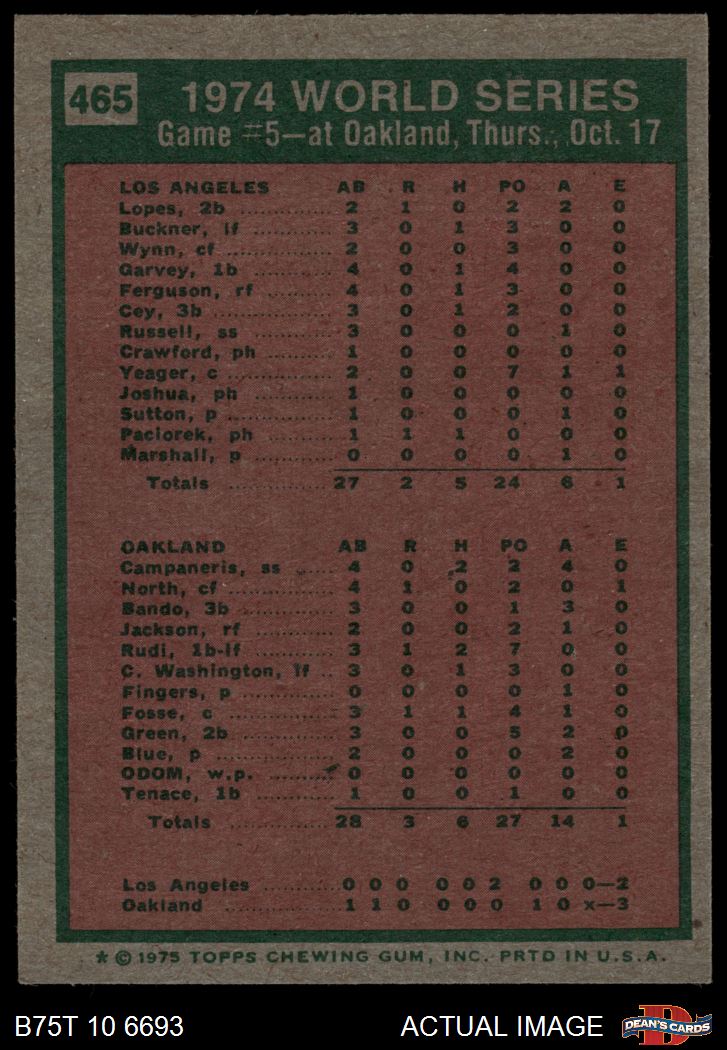 465
1974 WORLD SERIES
Game #5—at Oakland, Thurs., Oct. 17
LOS ANGELES AB R H PO A E
Lopes, 2b .............. 2 1 0 2 2 0
Buckner, lf ............ 3 0 1 3 0 0
Wynn, cf .............. 2 0 0 3 0 0
Garvey, 1b ............ 4 0 1 4 0 0
Ferguson, rf .......... 4 0 1 3 0 0
Cey, 3b ............... 3 0 1 2 0 0
Russell, ss ........... 3 0 0 0 1 0
Crawford, ph .......... 1 0 0 0 0 0
Yeager, c ............. 2 0 0 7 1 1
Joshua, ph ............ 1 0 0 0 0 0
Sutton, p ............. 1 0 0 0 1 0
Paciorek, ph .......... 1 1 1 0 0 0
Marshall, p ........... 0 0 0 0 1 0
Totals .............. 27 2 5 24 6 1
OAKLAND AB R H PO A E
Campaneris, ss ..... 4 0 2 2 4 0
North, cf ............. 4 1 0 2 0 1
Bando, 3b ............ 3 0 0 1 3 0
Jackson, rf ........... 2 0 0 2 1 0
Rudi, 1b-lf ........... 3 1 2 7 0 0
C. Washington, lf .. 3 0 1 3 0 0
Fingers, p ............ 0 0 0 0 1 0
Fosse, c .............. 3 1 1 4 1 0
Green, 2b ............ 3 0 0 5 2 0
Blue, p ............... 2 0 0 0 2 0
ODOM, w.p. .......... 0 0 0 0 0 0
Tenace, 1b ........... 1 0 0 1 0 0
Totals .............. 28 3 6 27 14 1
Los Angeles ........... 0 0 0 0 0 2 0 0 0—2
Oakland ................ 1 1 0 0 0 0 1 0 x—3
* © 1975 TOPPS CHEWING GUM, INC. PRTD IN U.S.A.
B75T 10 6693 ACTUAL IMAGE
D
DEAN'S CARDS